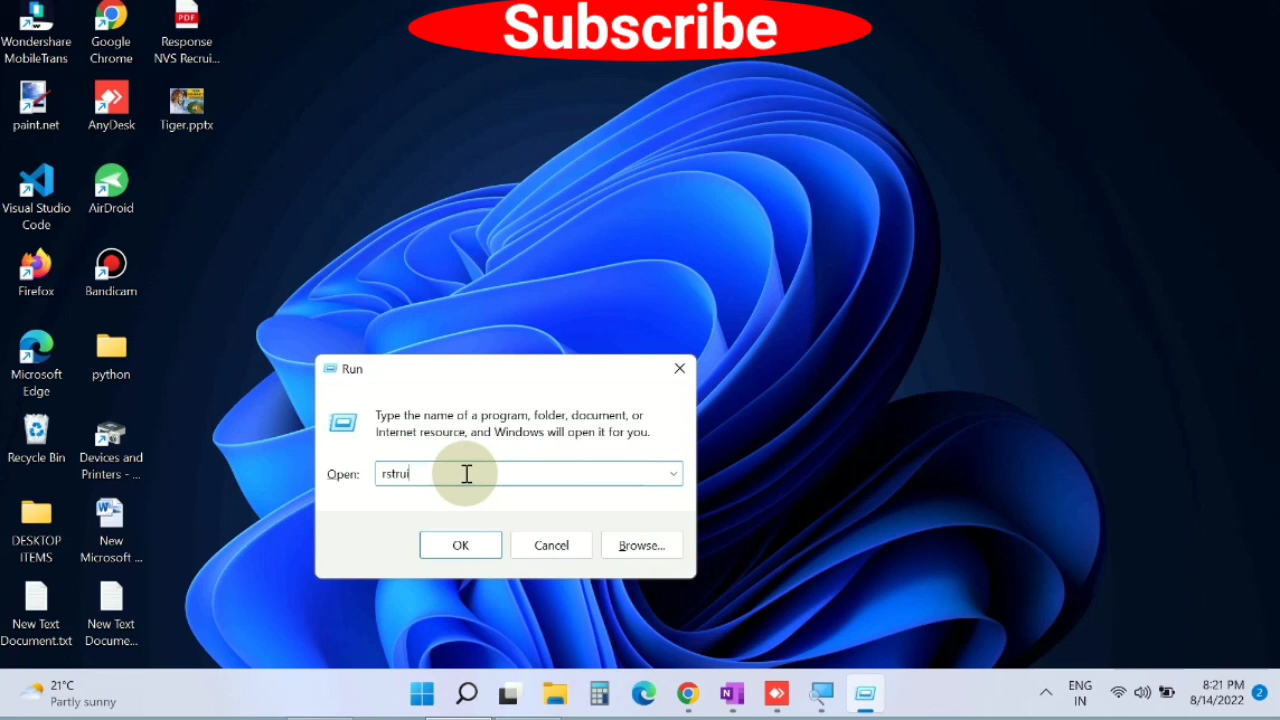 Subscribe
Wondershare
MobileTrans
Google
Chrome
PDF
Response
NVS Recrui...
paint.net
AnyDesk
Tiger.pptx
Visual Studio
Code
AirDroid
Firefox
Bandicam
Microsoft
Edge
python
Recycle Bin
Devices and
Printers - ...
DESKTOP
ITEMS
New
Microsoft ...
New Text
Document.txt
New Text
Docume...
Run
Type the name of a program, folder, document, or
Internet resource, and Windows will open it for you.
Open:
rstrui
OK
Cancel
Browse...
21°C
Partly sunny
ENG
IN
8:21 PM
8/14/2022
2